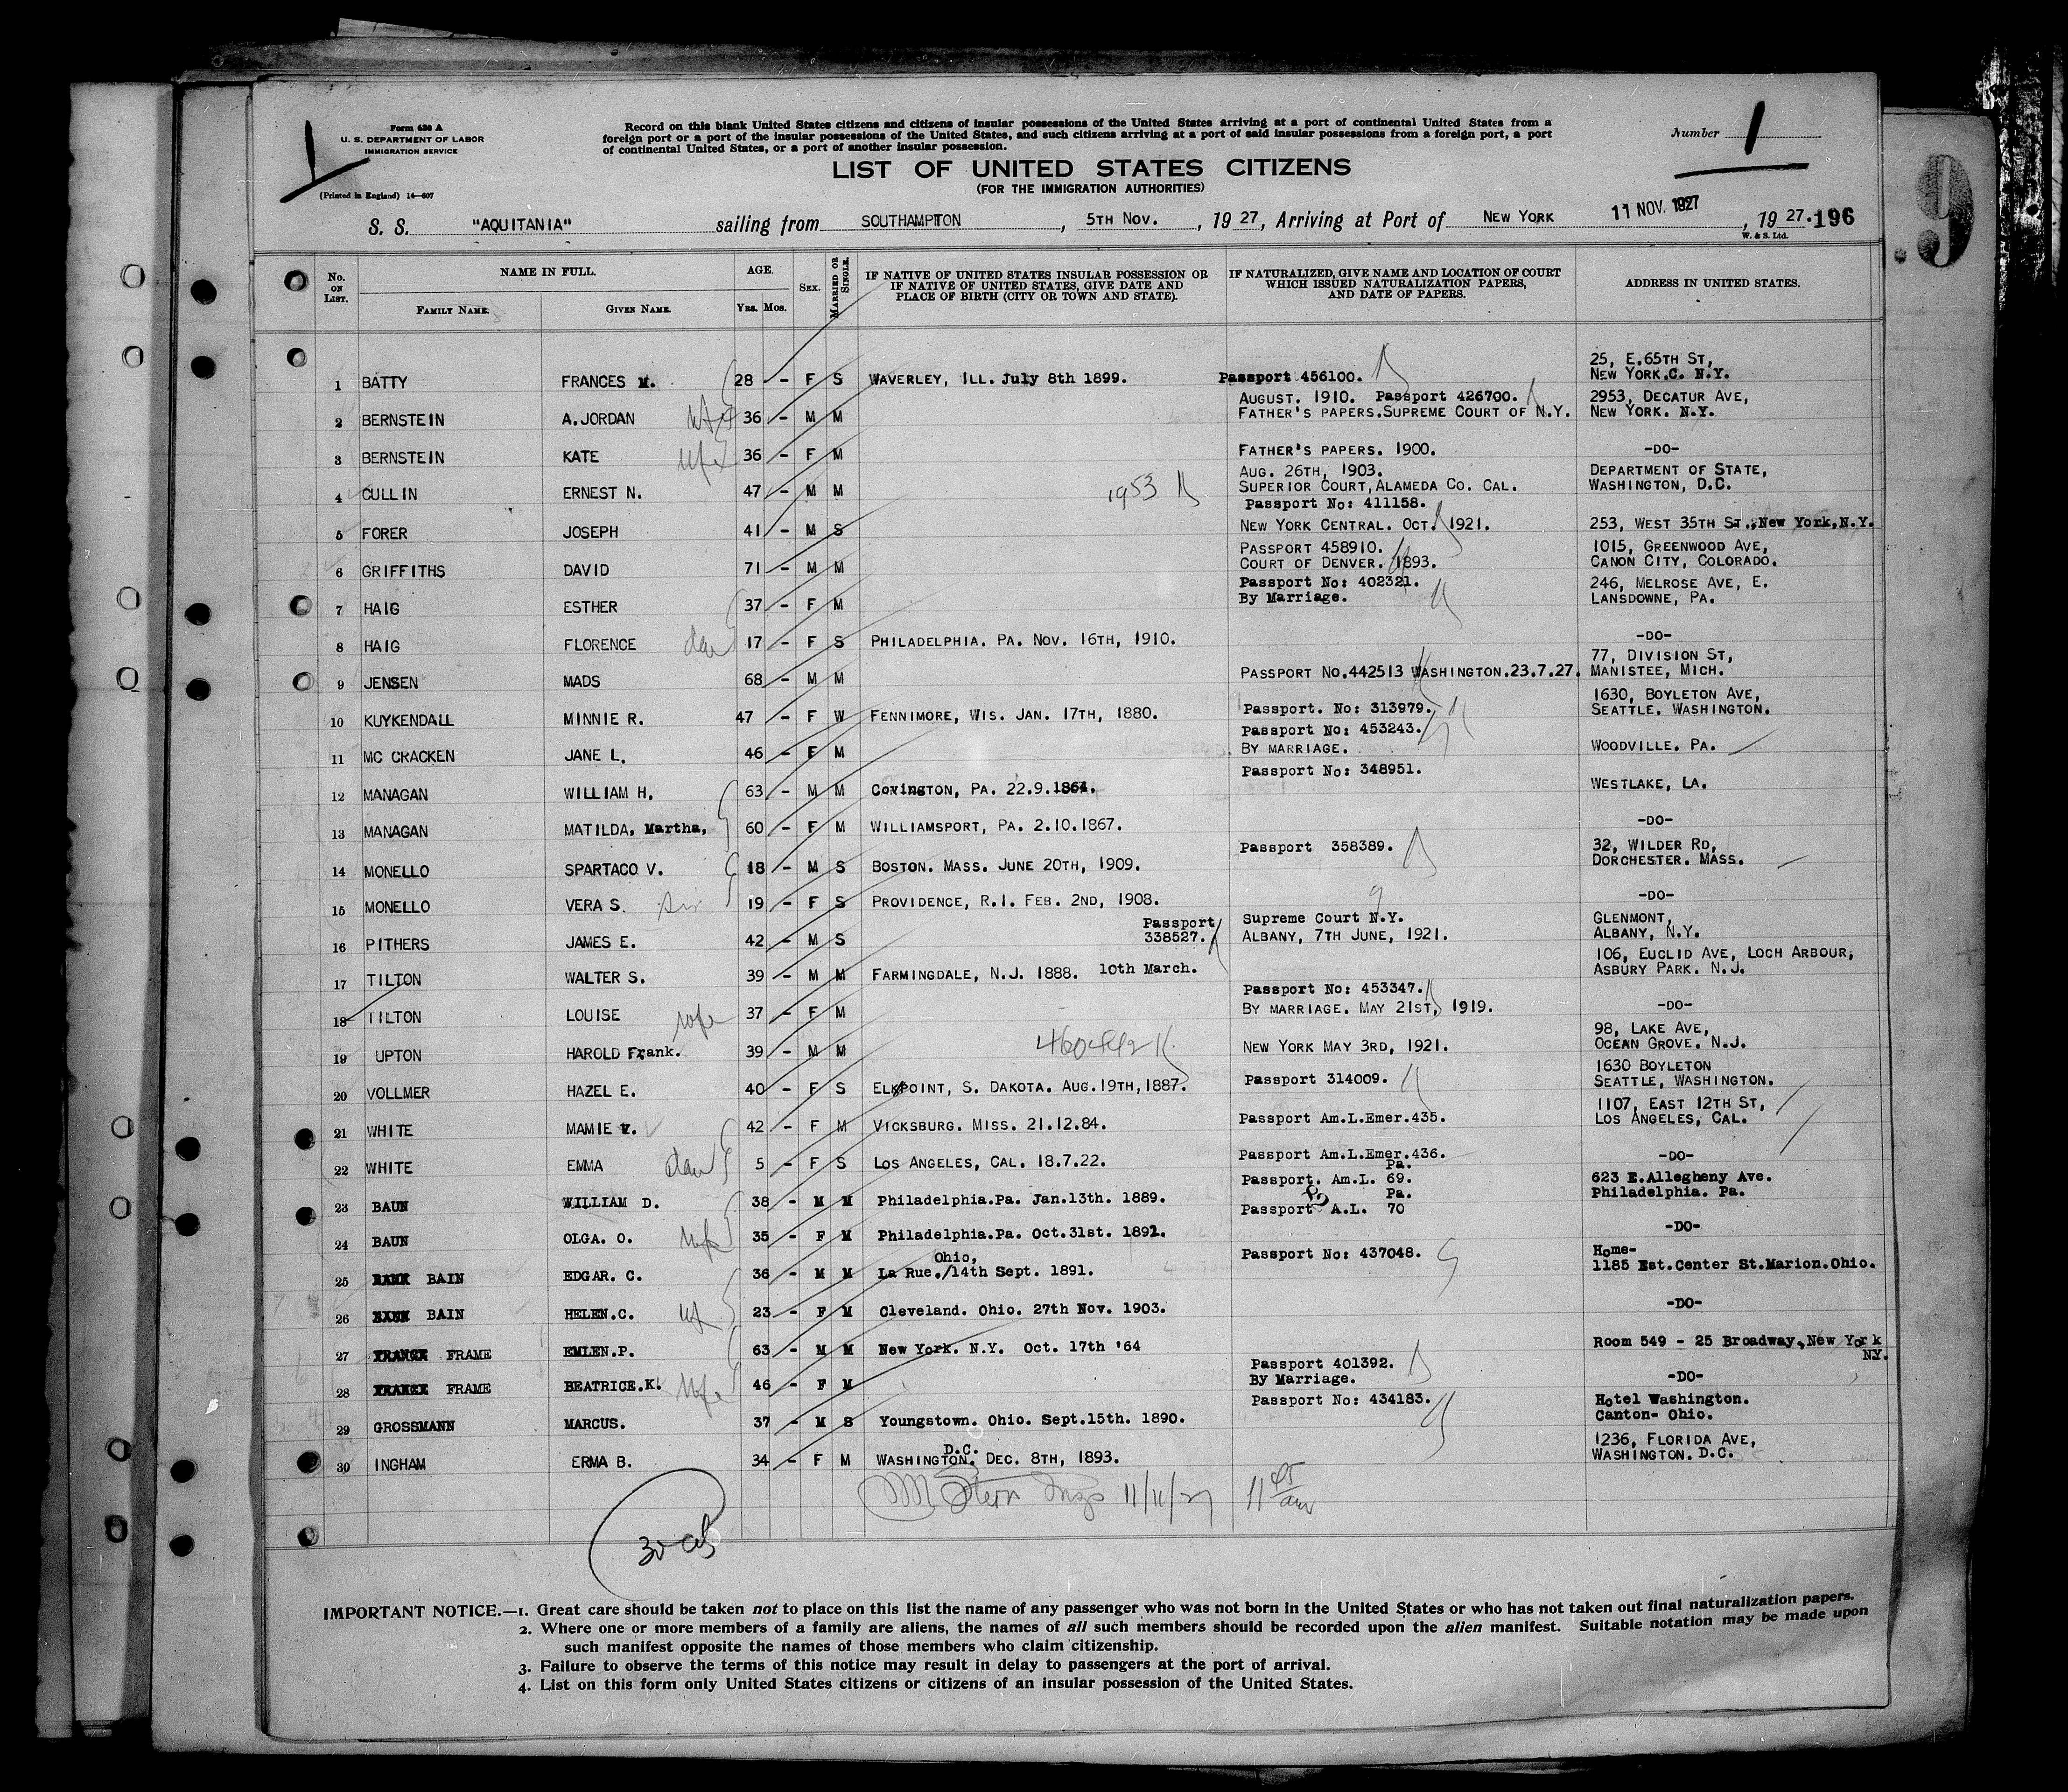 Form 630 A
U. S. DEPARTMENT OF LABOR
IMMIGRATION SERVICE
(Printed in England) 14—607
1
Record on this blank United States citizens and citizens of insular possessions of the United States arriving at a port of continental United States from a
foreign port or a port of the insular possessions of the United States, and such citizens arriving at a port of said insular possessions from a foreign port, a port
of continental United States, or a port of another insular possession.
Number 1
LIST OF UNITED STATES CITIZENS
(FOR THE IMMIGRATION AUTHORITIES)
S. S. "AQUITANIA" sailing from SOUTHAMPTON, 5TH NOV., 19 27, Arriving at Port of NEW YORK 11 NOV. 1927, 19 27. 196
W. & S. Ltd.
.9
No. ON LIST. NAME IN FULL. FAMILY NAME. GIVEN NAME. AGE. YRS. MOS. SEX. MARRIED OR SINGLE. IF NATIVE OF UNITED STATES INSULAR POSSESSION OR IF NATIVE OF UNITED STATES, GIVE DATE AND PLACE OF BIRTH (CITY OR TOWN AND STATE). IF NATURALIZED, GIVE NAME AND LOCATION OF COURT WHICH ISSUED NATURALIZATION PAPERS, AND DATE OF PAPERS. ADDRESS IN UNITED STATES.
1 BATTY FRANCES M. 28 - F S WAVERLEY, ILL. July 8th 1899. Passport 456100. 25, E.65TH ST, NEW YORK.C. N.Y.
2 BERNSTEIN A.JORDAN 36 - M M AUGUST. 1910. Passport 426700. FATHER'S PAPERS.SUPREME COURT OF N.Y. 2953, DECATUR AVE, NEW YORK. N.Y.
3 BERNSTEIN KATE wife 36 - F M FATHER'S PAPERS. 1900. -DO-
4 CULLIN ERNEST N. 47 - M M 1953 AUG. 26TH, 1903. SUPERIOR COURT,ALAMEDA CO. CAL. DEPARTMENT OF STATE, WASHINGTON, D.C.
5 FORER JOSEPH 41 - M S Passport No: 411158. NEW YORK CENTRAL. OCT. 1921. 253, WEST 35TH ST.,New York,N.Y.
6 GRIFFITHS DAVID 71 - M M PASSPORT 458910. COURT OF DENVER. 1893. 1015, GREENWOOD AVE, CANON CITY, COLORADO.
7 HAIG ESTHER 37 - F M Passport No: 402321. By Marriage. 246, MELROSE AVE, E. LANSDOWNE, PA.
8 HAIG FLORENCE dau 17 - F S PHILADELPHIA. PA. NOV. 16TH, 1910. -DO-
9 JENSEN MADS 68 - M M PASSPORT NO.442513 WASHINGTON.23.7.27. 77, DIVISION ST, MANISTEE, MICH.
10 KUYKENDALL MINNIE R. 47 - F W FENNIMORE, WIS. JAN. 17TH, 1880. Passport. No: 313979. 1630, BOYLETON AVE, SEATTLE. WASHINGTON.
11 MC CRACKEN JANE L. 46 - F M Passport No: 453243. BY MARRIAGE. WOODVILLE. PA.
12 MANAGAN WILLIAM H. 63 - M M COVINGTON, PA. 22.9.1864. Passport No: 348951. WESTLAKE, LA.
13 MANAGAN MATILDA, Martha, 60 - F M WILLIAMSPORT, PA. 2.10.1867. -DO-
14 MONELLO SPARTACO V. 18 - M S BOSTON. MASS. JUNE 20TH, 1909. Passport 358389. 32, WILDER RD, DORCHESTER. MASS.
15 MONELLO VERA S. Sis 19 - F S PROVIDENCE, R.I. FEB. 2ND, 1908. -DO-
16 PITHERS JAMES E. 42 - M S Passport 338527. Supreme Court N.Y. ALBANY, 7TH JUNE, 1921. GLENMONT, ALBANY, N.Y.
17 TILTON WALTER S. 39 - M M FARMINGDALE, N.J. 1888. 10th March. 106, EUCLID AVE, LOCH ARBOUR, ASBURY PARK. N.J.
18 TILTON LOUISE wife 37 - F M Passport No: 453347. BY MARRIAGE. MAY 21ST, 1919. -DO-
19 UPTON HAROLD Frank. 39 - M M NEW YORK MAY 3RD, 1921. 98, LAKE AVE, OCEAN GROVE. N.J.
20 VOLLMER HAZEL E. 40 - F S ELKPOINT, S. DAKOTA. AUG.19TH,1887. Passport 314009. 1630 BOYLETON SEATTLE, WASHINGTON.
21 WHITE MAMIE V. 42 - F M VICKSBURG. MISS. 21.12.84. Passport Am.L.Emer.435. 1107, EAST 12TH ST, LOS ANGELES, CAL.
22 WHITE EMMA dau 5 - F S LOS ANGELES, CAL. 18.7.22. Passport Am.L.Emer.436. -DO-
23 BAUN WILLIAM D. 38 - M M Philadelphia.Pa. Jan.13th. 1889. Passport. Am.L. Pa. 69. 623 E.Allegheny Ave. Philadelphia. Pa.
24 BAUN OLGA. O. wife 35 - F M Philadelphia.Pa. Oct.31st. 1892. Passport A.L. Pa. 70 -DO-
25 BAIN EDGAR. C. 36 - M M La Rue./Ohio, 14th Sept. 1891. Passport No: 437048. Home- 1185 Est.Center St.Marion.Ohio.
26 BAIN HELEN.C. 23 - F M Cleveland. Ohio. 27th Nov. 1903. -DO-
27 FRAME EMLEN.P. 63 - M M New York. N.Y. Oct. 17th '64 Room 549 - 25 Broadway,New York NY.
28 FRAME BEATRICE.K. wife 46 - F M Passport 401392. By Marriage. -DO-
29 GROSSMANN MARCUS. 37 - M S Youngstown. Ohio. Sept.15th. 1890. Passport No: 434183. Hotel Washington. Canton- Ohio.
30 INGHAM ERMA B. 34 - F M WASHINGTON. D.C. DEC. 8TH, 1893. 1236, FLORIDA AVE, WASHINGTON. D.C.
M Stern Insp 11/11/27 11 45 am
IMPORTANT NOTICE.—1. Great care should be taken not to place on this list the name of any passenger who was not born in the United States or who has not taken out final naturalization papers.
2. Where one or more members of a family are aliens, the names of all such members should be recorded upon the alien manifest. Suitable notation may be made upon
such manifest opposite the names of those members who claim citizenship.
3. Failure to observe the terms of this notice may result in delay to passengers at the port of arrival.
4. List on this form only United States citizens or citizens of an insular possession of the United States.